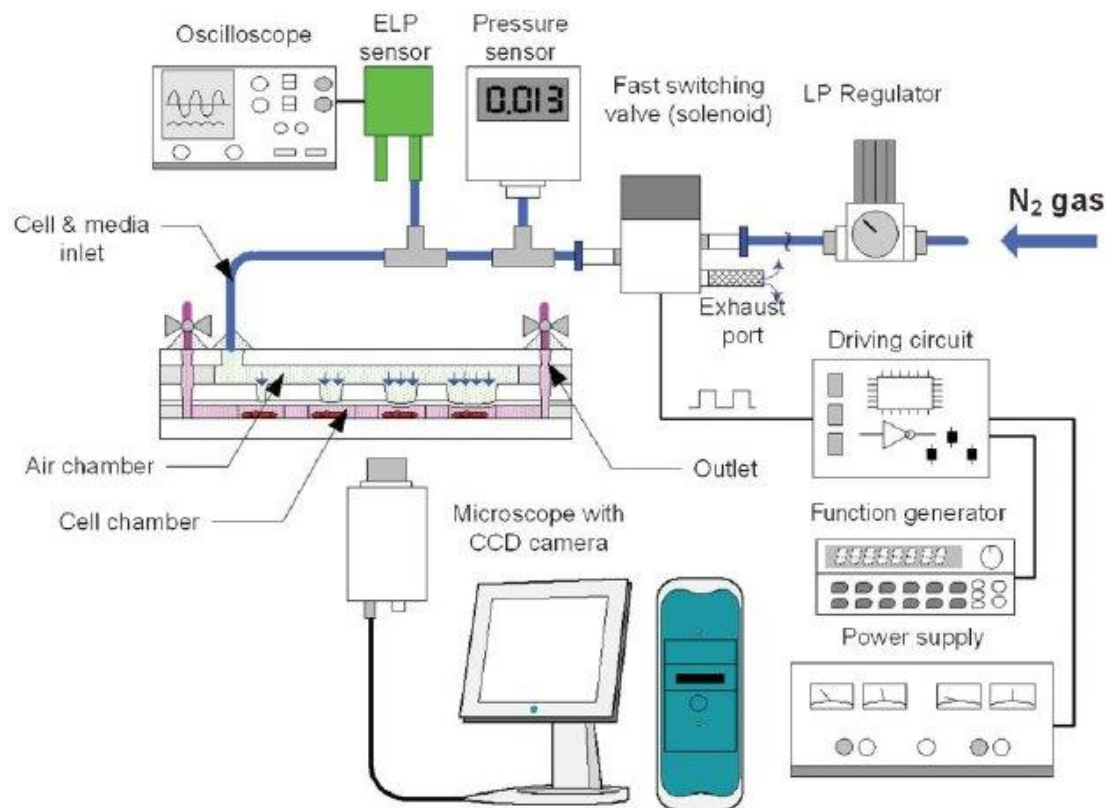 Oscilloscope
ELP
sensor
Pressure
sensor
0.013
Fast switching
valve (solenoid)
LP Regulator
N₂ gas
Cell & media
inlet
Exhaust
port
Driving circuit
Air chamber
Outlet
Cell chamber
Microscope with
CCD camera
Function generator
Power supply